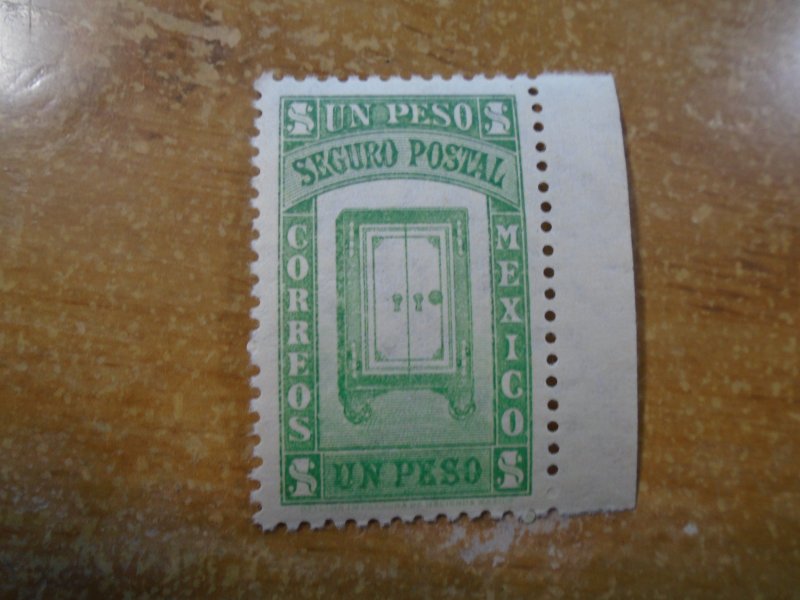 $ UN PESO $
SEGURO POSTAL
CORREOS
MEXICO
$ UN PESO $